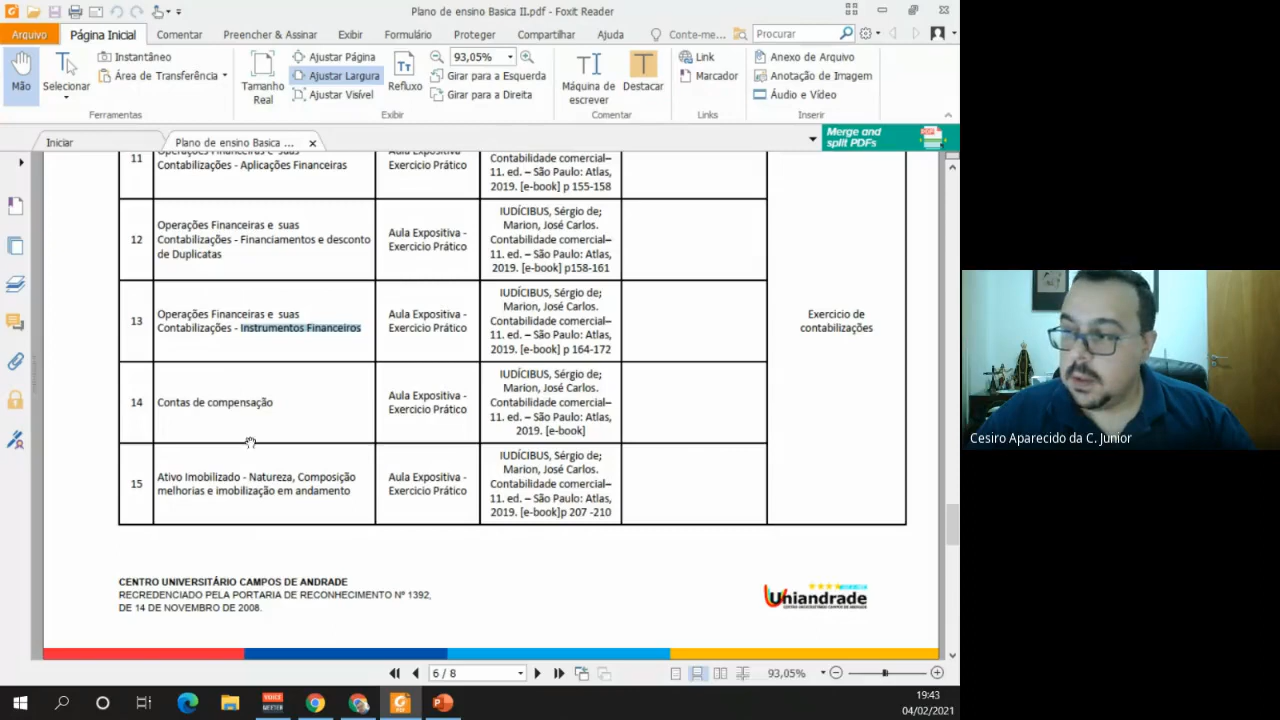 Plano de ensino Basica II.pdf - Foxit Reader
Arquivo
Página Inicial
Comentar
Preencher & Assinar
Exibir
Formulário
Proteger
Compartilhar
Ajuda
Conte-me...
Procurar
Mão
Selecionar
Instantâneo
Área de Transferência
Ferramentas
Tamanho
Real
Ajustar Página
Ajustar Largura
Ajustar Visível
Refluxo
93,05%
Girar para a Esquerda
Girar para a Direita
Exibir
Máquina de
escrever
Destacar
Comentar
Link
Marcador
Links
Anexo de Arquivo
Anotação de Imagem
Áudio e Vídeo
Inserir
Iniciar
Plano de ensino Basica ...
Merge and
split PDFs
11
Operações Financeiras e suas
Contabilizações - Aplicações Financeiras
Aula Expositiva -
Exercicio Prático
Contabilidade comercial–
11. ed. – São Paulo: Atlas,
2019. [e-book] p 155-158
12
Operações Financeiras e suas
Contabilizações - Financiamentos e desconto
de Duplicatas
Aula Expositiva -
Exercicio Prático
IUDÍCIBUS, Sérgio de;
Marion, José Carlos.
Contabilidade comercial–
11. ed. – São Paulo: Atlas,
2019. [e-book] p158-161
13
Operações Financeiras e suas
Contabilizações - Instrumentos Financeiros
Aula Expositiva -
Exercicio Prático
IUDÍCIBUS, Sérgio de;
Marion, José Carlos.
Contabilidade comercial–
11. ed. – São Paulo: Atlas,
2019. [e-book] p 164-172
Exercicio de
contabilizações
14
Contas de compensação
Aula Expositiva -
Exercicio Prático
IUDÍCIBUS, Sérgio de;
Marion, José Carlos.
Contabilidade comercial–
11. ed. – São Paulo: Atlas,
2019. [e-book]
15
Ativo Imobilizado - Natureza, Composição
melhorias e imobilização em andamento
Aula Expositiva -
Exercicio Prático
IUDÍCIBUS, Sérgio de;
Marion, José Carlos.
Contabilidade comercial–
11. ed. – São Paulo: Atlas,
2019. [e-book]p 207 -210
CENTRO UNIVERSITÁRIO CAMPOS DE ANDRADE
RECREDENCIADO PELA PORTARIA DE RECONHECIMENTO Nº 1392,
DE 14 DE NOVEMBRO DE 2008.
Uniandrade
CENTRO UNIVERSITÁRIO CAMPOS DE ANDRADE
6 / 8
93,05%
Cesiro Aparecido da C. Junior
19:43
04/02/2021